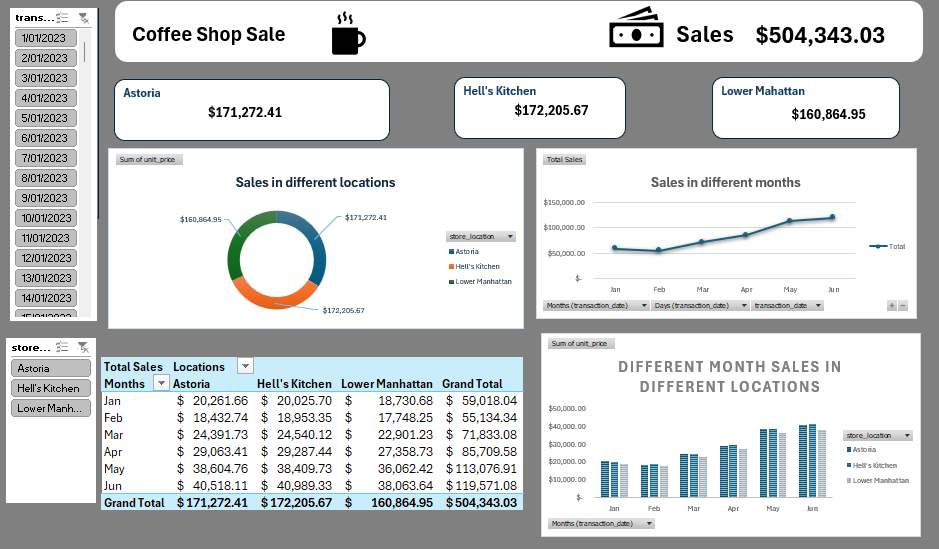 trans...
1/01/2023
2/01/2023
3/01/2023
4/01/2023
5/01/2023
6/01/2023
7/01/2023
8/01/2023
9/01/2023
10/01/2023
11/01/2023
12/01/2023
13/01/2023
14/01/2023
15/01/2023
Coffee Shop Sale
Sales $504,343.03
Astoria
$171,272.41
Hell's Kitchen
$172,205.67
Lower Mahattan
$160,864.95
Sum of unit_price
Sales in different locations
$160,864.95
$171,272.41
$172,205.67
store_location
Astoria
Hell's Kitchen
Lower Manhattan
Total Sales
Sales in different months
$150,000.00
$100,000.00
$50,000.00
$-
Jan Feb Mar Apr May Jun
Total
Months (transaction_date) Days (transaction_date) transaction_date
+ −
store...
Astoria
Hell's Kitchen
Lower Manh...
Total Sales Locations
Months Astoria Hell's Kitchen Lower Manhattan Grand Total
Jan $ 20,261.66 $ 20,025.70 $ 18,730.68 $ 59,018.04
Feb $ 18,432.74 $ 18,953.35 $ 17,748.25 $ 55,134.34
Mar $ 24,391.73 $ 24,540.12 $ 22,901.23 $ 71,833.08
Apr $ 29,063.41 $ 29,287.44 $ 27,358.73 $ 85,709.58
May $ 38,604.76 $ 38,409.73 $ 36,062.42 $ 113,076.91
Jun $ 40,518.11 $ 40,989.33 $ 38,063.64 $ 119,571.08
Grand Total $ 171,272.41 $ 172,205.67 $ 160,864.95 $ 504,343.03
Sum of unit_price
DIFFERENT MONTH SALES IN
DIFFERENT LOCATIONS
$50,000.00
$40,000.00
$30,000.00
$20,000.00
$10,000.00
$-
Jan Feb Mar Apr May Jun
store_location
Astoria
Hell's Kitchen
Lower Manhattan
Months (transaction_date)